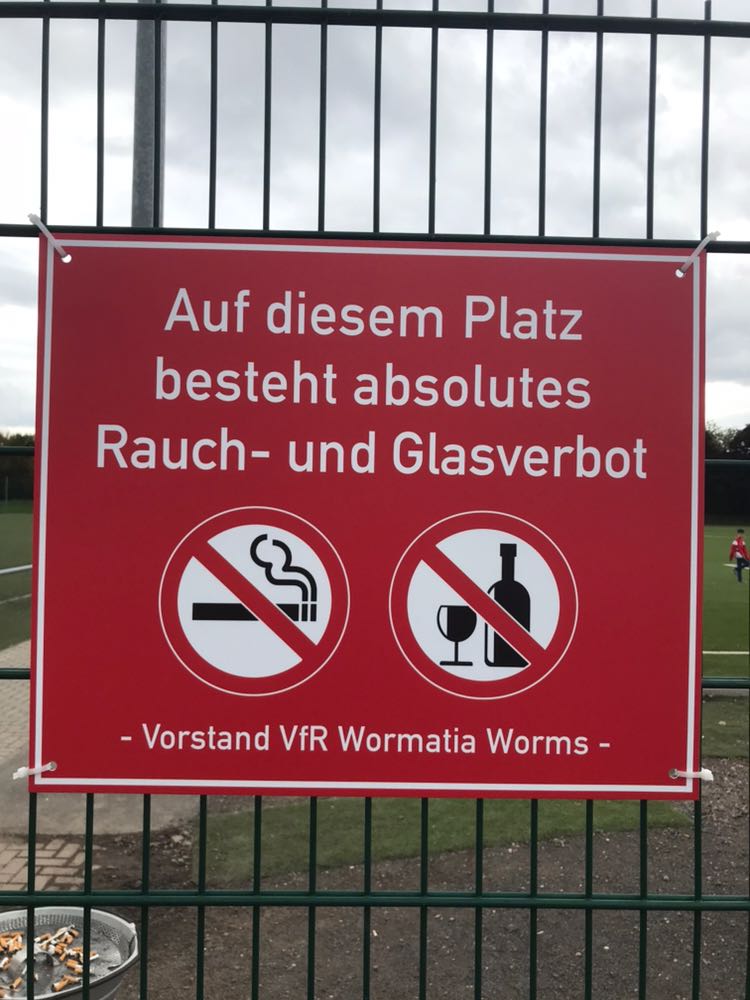 Auf diesem Platz
besteht absolutes
Rauch- und Glasverbot
- Vorstand VfR Wormatia Worms -